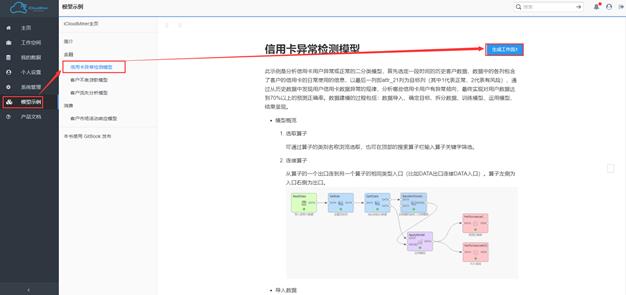 iCloudMiner
模型示例
搜索
主页
工作空间
我的数据
个人设置
系统管理
模型示例
产品文档
iCloudMiner主页
简介
金融
信用卡异常检测模型
客户不良贷款模型
客户流失分析模型
消费
客户市场活动响应模型
本书使用 GitBook 发布
信用卡异常检测模型
生成工作流
此示例是分析信用卡用户异常或正常的二分类模型，首先选定一段时间的历史客户数据，数据中的各列包含
了客户的信用卡的日常使用的信息，以最后一列如attr_21列为目标列（其中1代表正常，2代表有风险），通
过从历史数据中发现用户信用卡数据异常的规律，分析哪些信用卡用户有异常倾向，最终实现对用户数据达
到70%以上的预测正确率。数据建模的过程包括：数据导入、确定目标、拆分数据、训练模型、运用模型、
结果呈现。
• 模型概览
1 选取算子
可通过算子的类别名称浏览选取，也可在顶部的搜索算子栏输入算子关键字筛选。
2 连接算子
从算子的一个出口连到另一个算子的相同类型入口（比如DATA出口连接DATA入口）。算子左侧为
入口右侧为出口。
• 导入数据